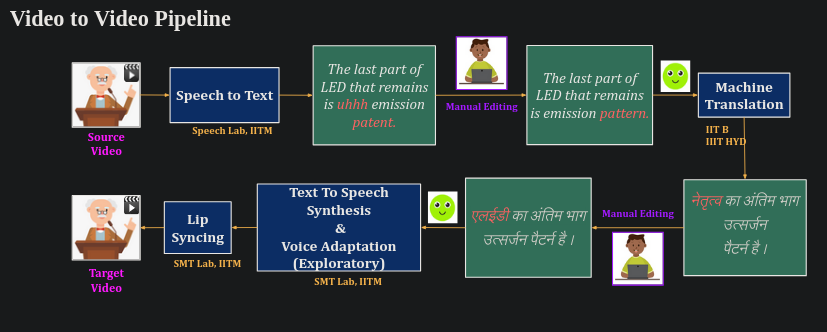 Video to Video Pipeline
Source
Video
Speech to Text
Speech Lab, IITM
The last part of
LED that remains
is uhhh emission
patent.
Manual Editing
The last part of
LED that remains
is emission pattern.
Machine
Translation
IIT B
IIIT HYD
नेतृत्व का अंतिम भाग
उत्सर्जन
पैटर्न है।
Manual Editing
एलईडी का अंतिम भाग
उत्सर्जन पैटर्न है।
Text To Speech
Synthesis
&
Voice Adaptation
(Exploratory)
SMT Lab, IITM
Lip
Syncing
SMT Lab, IITM
Target
Video